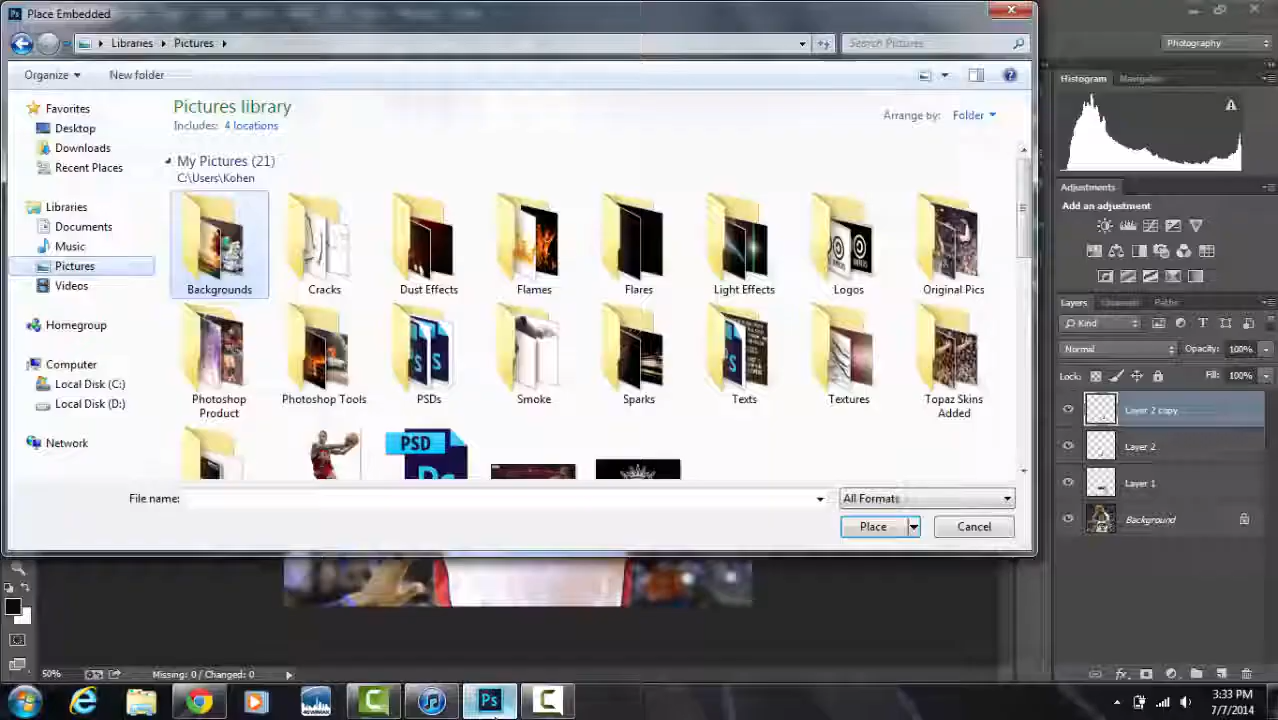 Place Embedded
Libraries Pictures
Search Pictures
Photography
Organize New folder
Histogram Navigator
Favorites
Desktop
Downloads
Recent Places
Libraries
Documents
Music
Pictures
Videos
Homegroup
Computer
Local Disk (C:)
Local Disk (D:)
Network
Pictures library
Includes: 4 locations
Arrange by: Folder
My Pictures (21)
C:\Users\Kohen
Backgrounds Cracks Dust Effects Flames Flares Light Effects Logos Original Pics
Photoshop Product Photoshop Tools PSDs Smoke Sparks Texts Textures Topaz Skins Added
PSD
File name:
All Formats
Place Cancel
Adjustments
Add an adjustment
Layers Channels Paths
Kind
Normal Opacity: 100%
Lock: Fill: 100%
Layer 2 copy
Layer 2
Layer 1
Background
50% Missing: 0 / Changed: 0
Ps
3:33 PM
7/7/2014